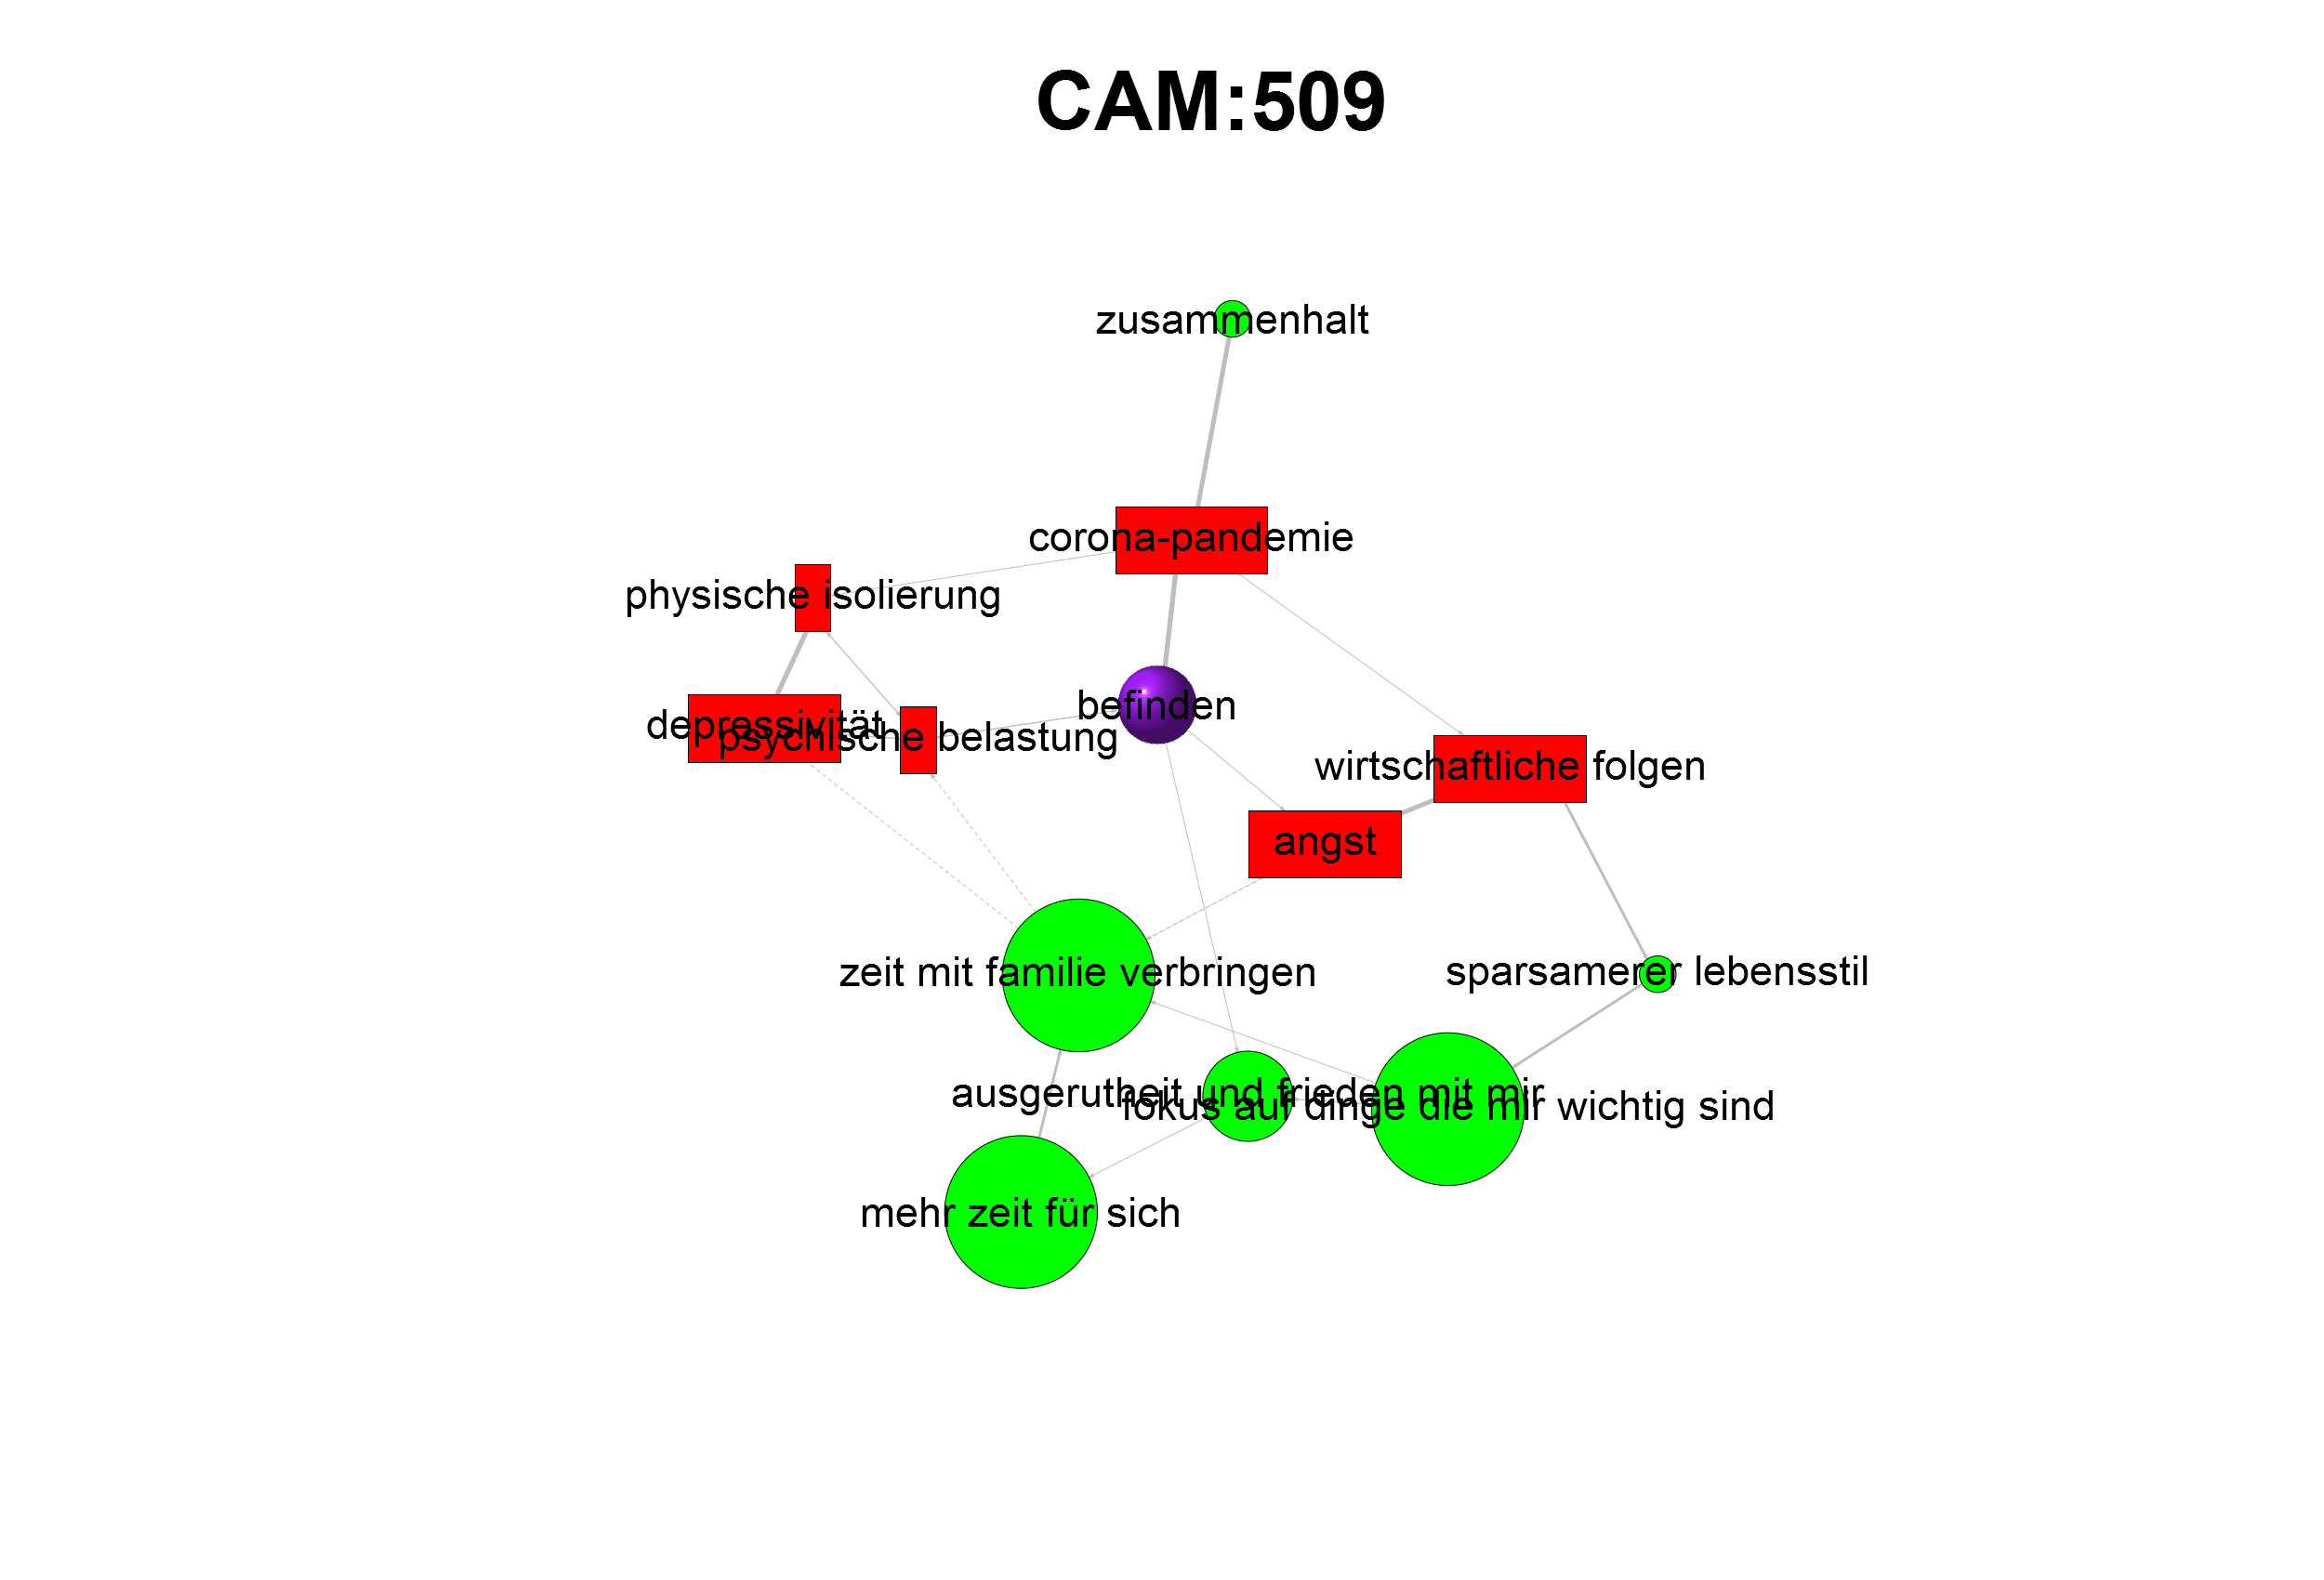 CAM:509
zusammenhalt
corona-pandemie
physische isolierung
befinden
depressivität
psychische belastung
wirtschaftliche folgen
angst
zeit mit familie verbringen
sparsamerer lebensstil
ausgerutheit und frieden mit mir
fokus auf dinge die mir wichtig sind
mehr zeit für sich